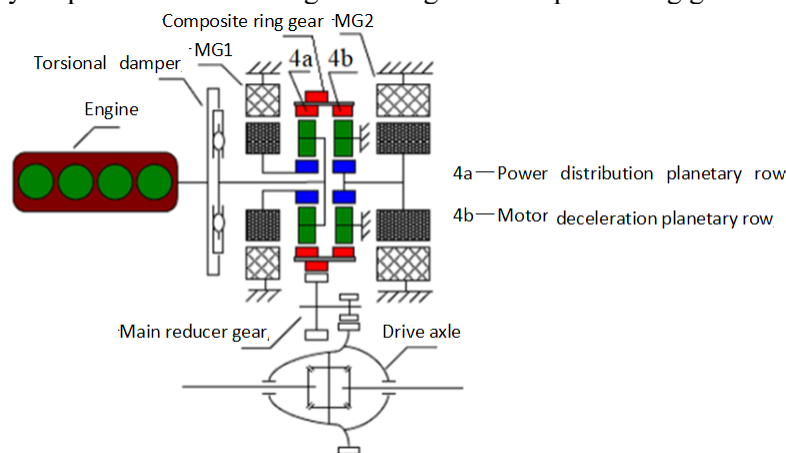 Composite ring gear
MG2
MG1
Torsional damper
4a 4b
Engine
4a—Power distribution planetary row
4b—Motor deceleration planetary row
Main reducer gear
Drive axle